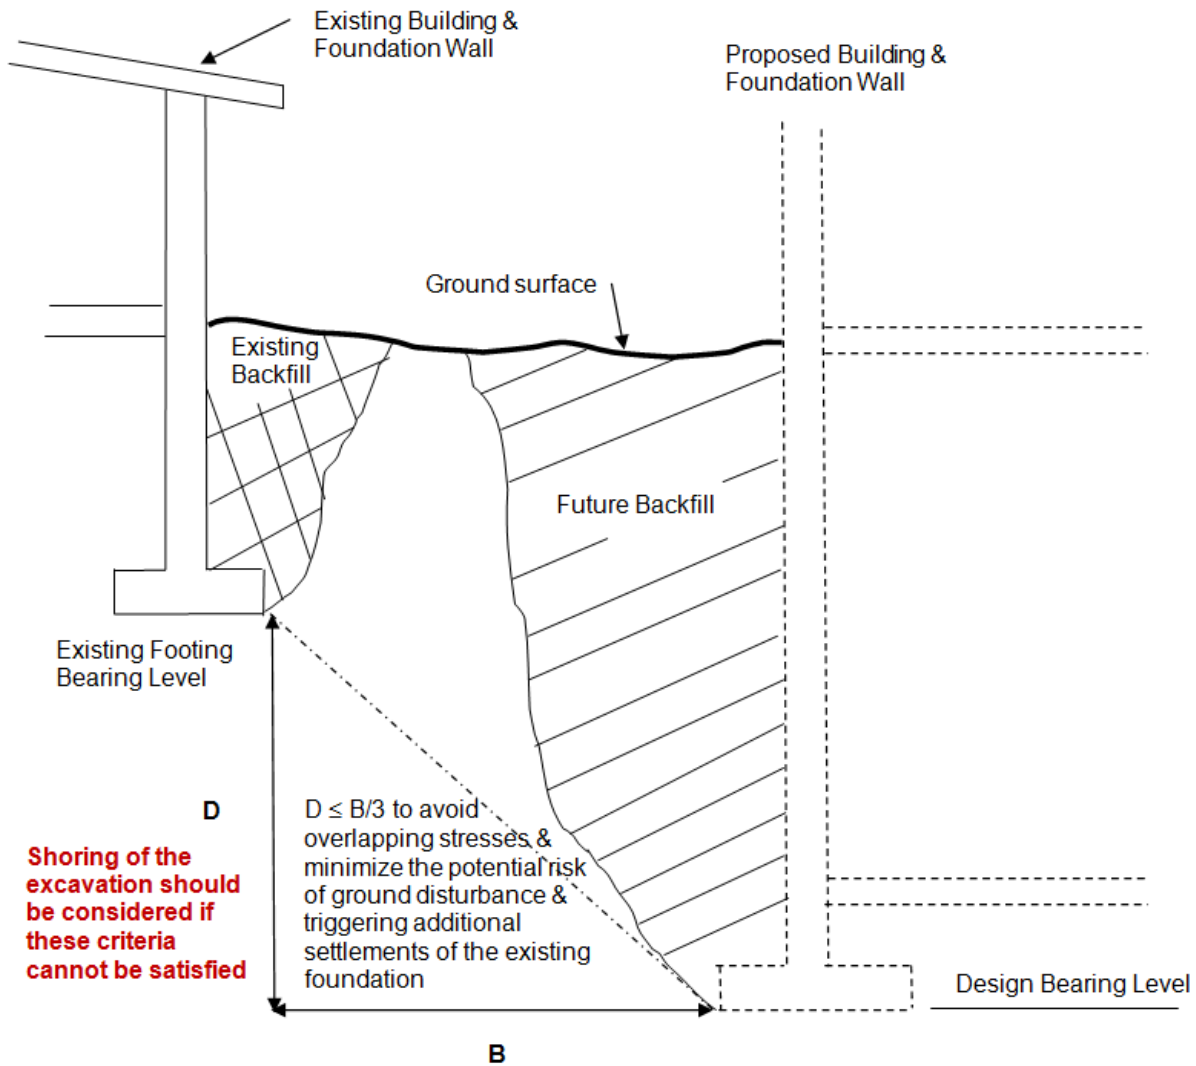 Existing Building &
Foundation Wall
Proposed Building &
Foundation Wall
Ground surface
Existing
Backfill
Future Backfill
Existing Footing
Bearing Level
D
Shoring of the
excavation should
be considered if
these criteria
cannot be satisfied
D ≤ B/3 to avoid
overlapping stresses &
minimize the potential risk
of ground disturbance &
triggering additional
settlements of the existing
foundation
Design Bearing Level
B